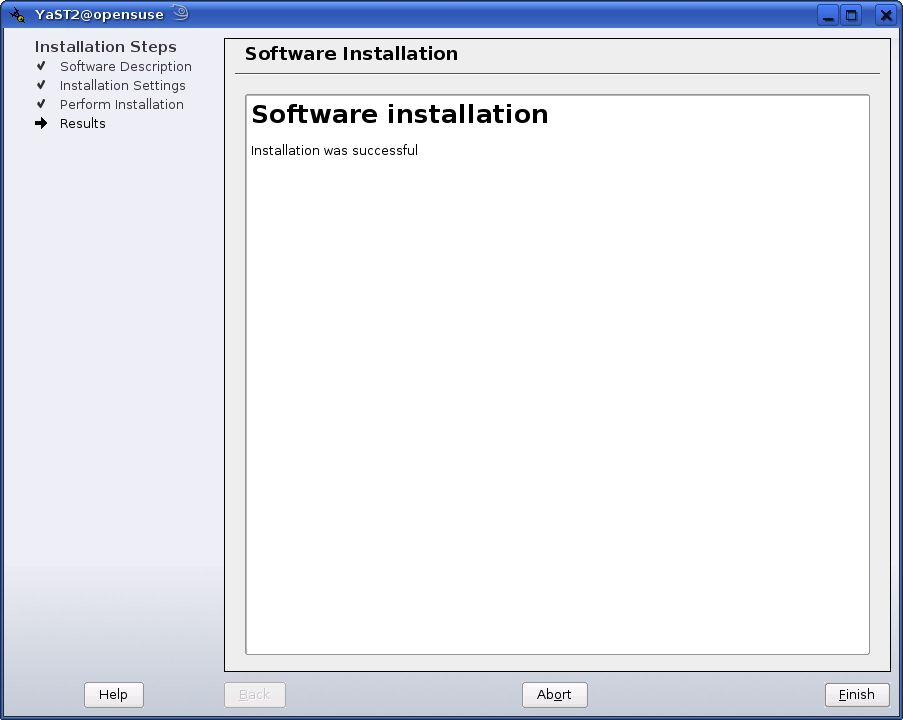 YaST2@opensuse
Installation Steps
Software Description
Installation Settings
Perform Installation
Results
Software Installation
Software installation
Installation was successful
Help
Back
Abort
Finish